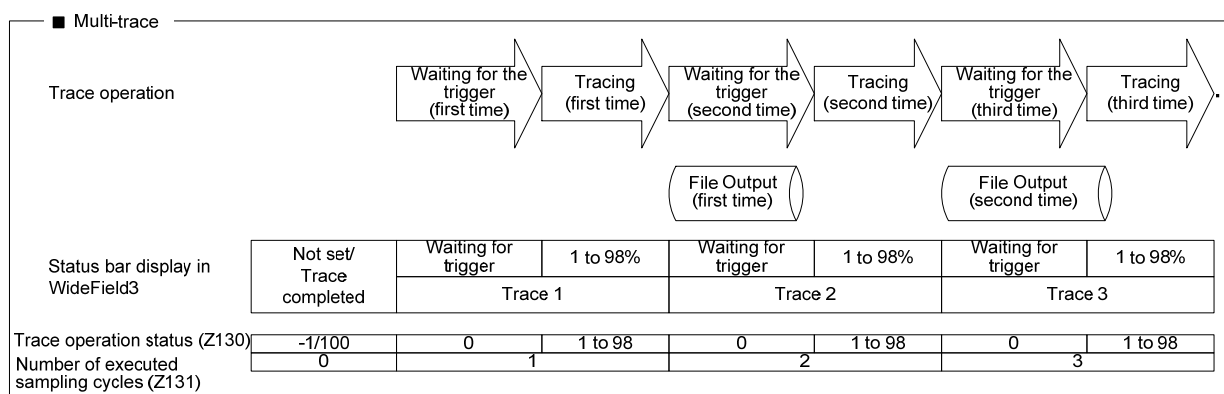 ■ Multi-trace
Trace operation
Waiting for the
trigger
(first time)
Tracing
(first time)
Waiting for the
trigger
(second time)
Tracing
(second time)
Waiting for the
trigger
(third time)
Tracing
(third time)
File Output
(first time)
File Output
(second time)
Status bar display in
WideField3
Not set/
Trace
completed
Waiting for
trigger
1 to 98%
Waiting for
trigger
1 to 98%
Waiting for
trigger
1 to 98%
Trace 1
Trace 2
Trace 3
Trace operation status (Z130)
-1/100
0
1 to 98
0
1 to 98
0
1 to 98
Number of executed
sampling cycles (Z131)
0
1
2
3